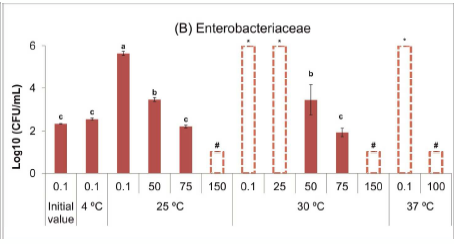 (B) Enterobacteriaceae
Log10 (CFU/mL)
6
4
2
0
c c a b c # * * b c # * #
0.1 0.1 0.1 50 75 150 0.1 25 50 75 150 0.1 100
Initial value 4 ºC 25 ºC 30 ºC 37 ºC